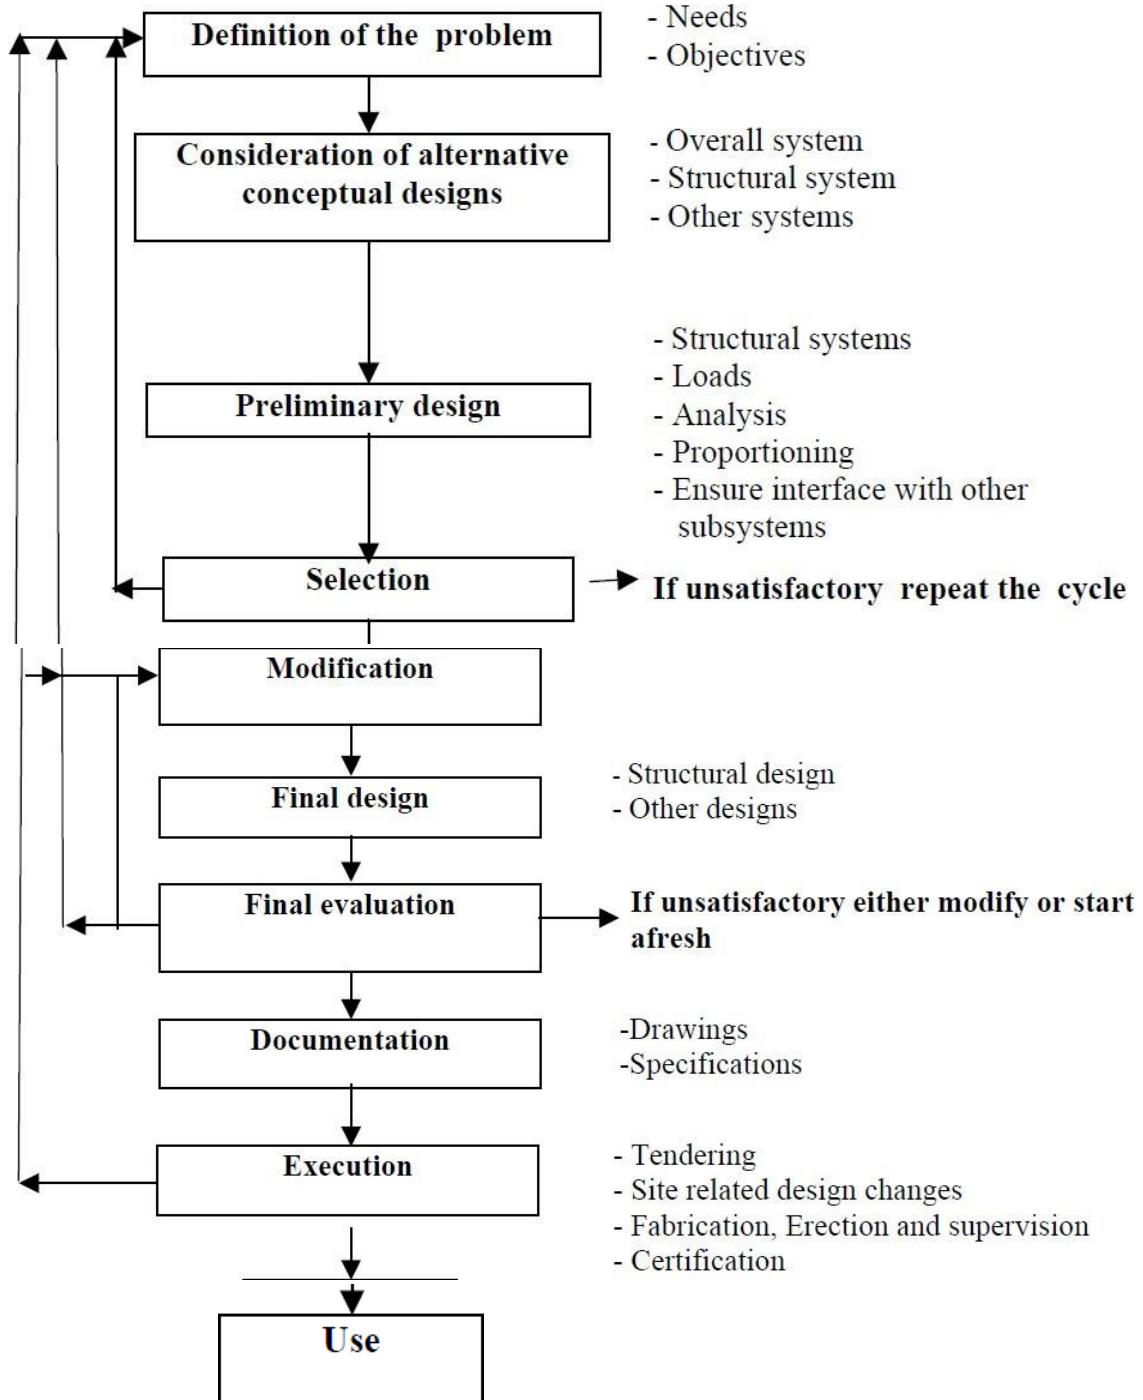 Definition of the problem
- Needs
- Objectives
Consideration of alternative
conceptual designs
- Overall system
- Structural system
- Other systems
Preliminary design
- Structural systems
- Loads
- Analysis
- Proportioning
- Ensure interface with other
subsystems
Selection
If unsatisfactory repeat the cycle
Modification
Final design
- Structural design
- Other designs
Final evaluation
If unsatisfactory either modify or start
afresh
Documentation
-Drawings
-Specifications
Execution
- Tendering
- Site related design changes
- Fabrication, Erection and supervision
- Certification
Use